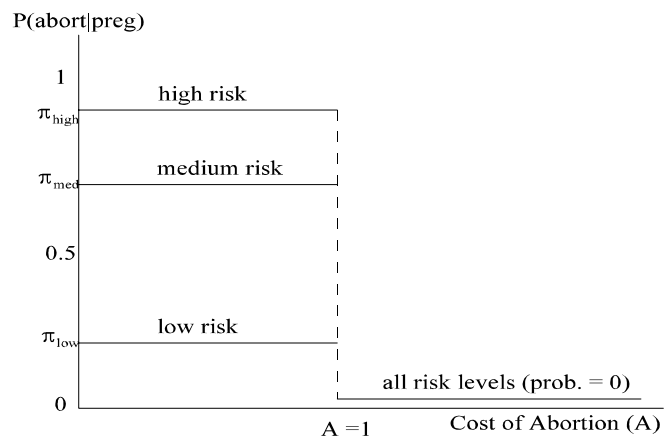 P(abort|preg)
1
high risk
π_high
medium risk
π_med
0.5
low risk
π_low
all risk levels (prob. = 0)
0
A =1
Cost of Abortion (A)